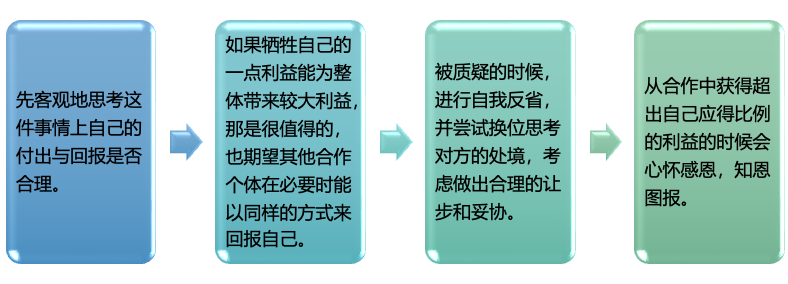 先客观地思考这
件事情上自己的
付出与回报是否
合理。
如果牺牲自己的
一点利益能为整
体带来较大利益，
那是很值得的，
也期望其他合作
个体在必要时能
以同样的方式来
回报自己。
被质疑的时候，
进行自我反省，
并尝试换位思考
对方的处境，考
虑做出合理的让
步和妥协。
从合作中获得超
出自己应得比例
的利益的时候会
心怀感恩，知恩
图报。